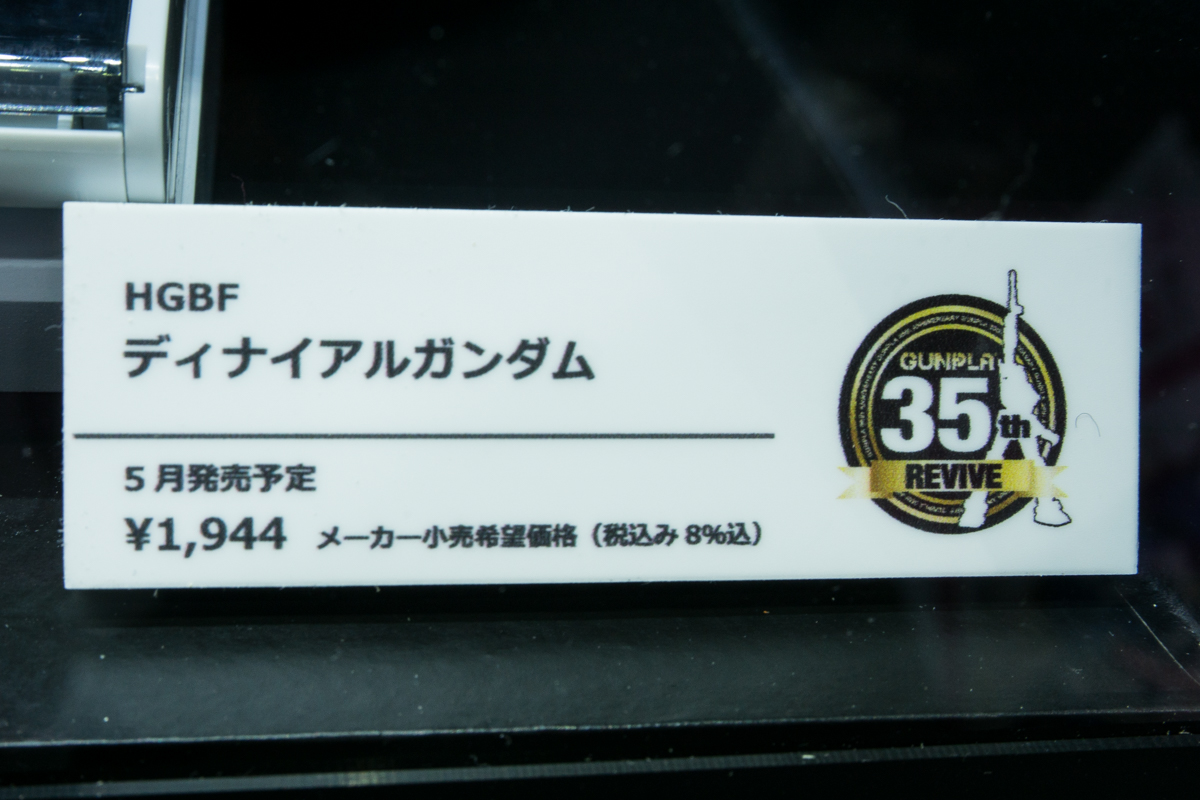 HGBF
ディナイアルガンダム
5月発売予定
¥1,944 メーカー小売希望価格（税込み 8%込）
GUNPLA
35th
REVIVE